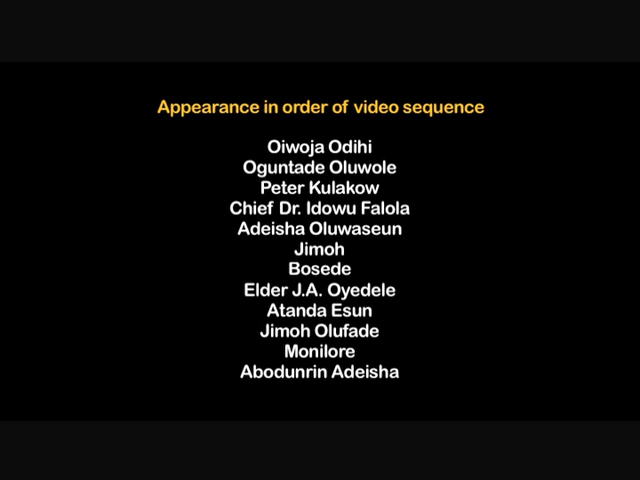 Appearance in order of video sequence
Oiwoja Odihi
Oguntade Oluwole
Peter Kulakow
Chief Dr. Idowu Falola
Adeisha Oluwaseun
Jimoh
Bosede
Elder J.A. Oyedele
Atanda Esun
Jimoh Olufade
Monilore
Abodunrin Adeisha